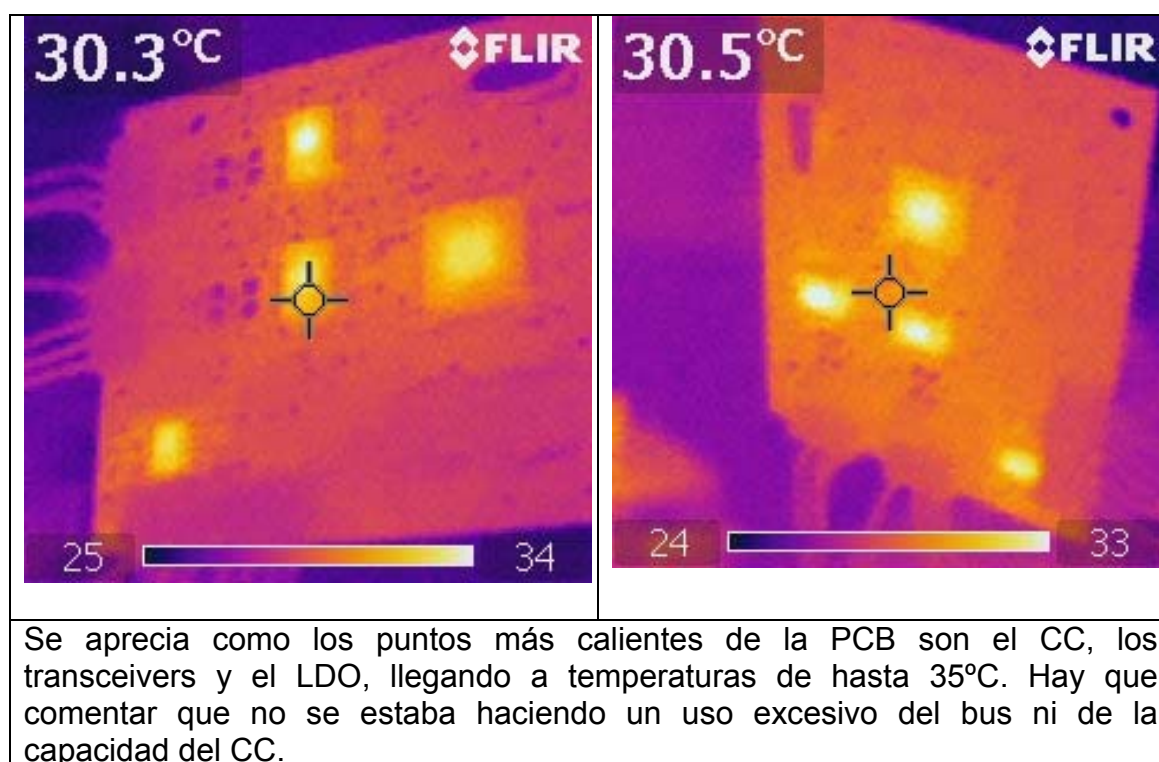 30.3°C FLIR
25 34
30.5°C FLIR
24 33
Se aprecia como los puntos más calientes de la PCB son el CC, los
transceivers y el LDO, llegando a temperaturas de hasta 35ºC. Hay que
comentar que no se estaba haciendo un uso excesivo del bus ni de la
capacidad del CC.